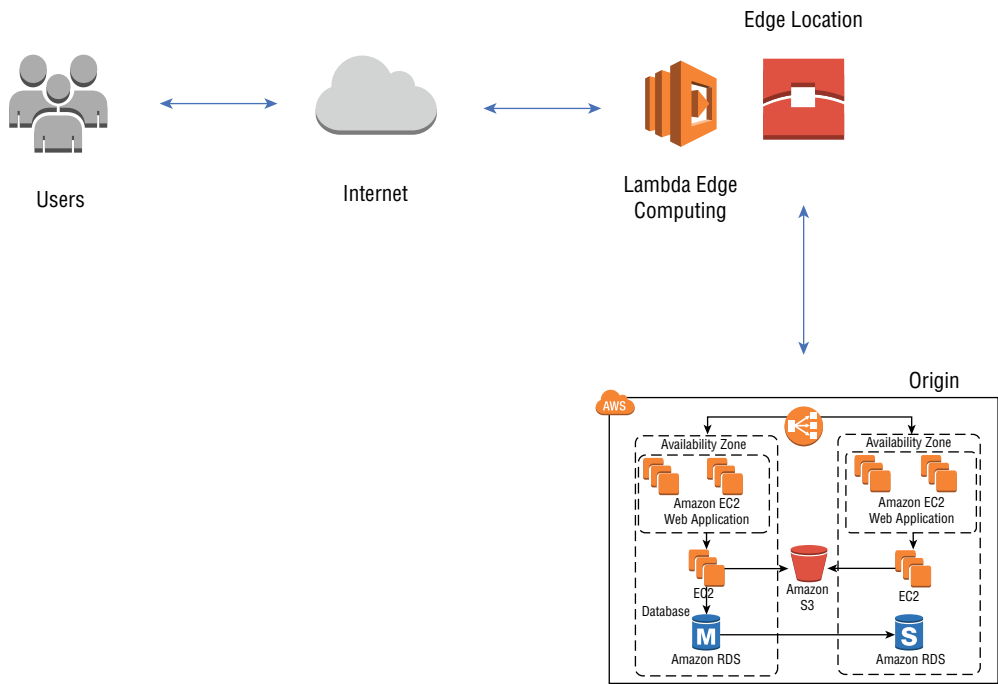 Edge Location
Users
Internet
Lambda Edge
Computing
Origin
AWS
Availability Zone
Amazon EC2
Web Application
EC2
Database
M
Amazon RDS
Amazon
S3
Availability Zone
Amazon EC2
Web Application
EC2
S
Amazon RDS